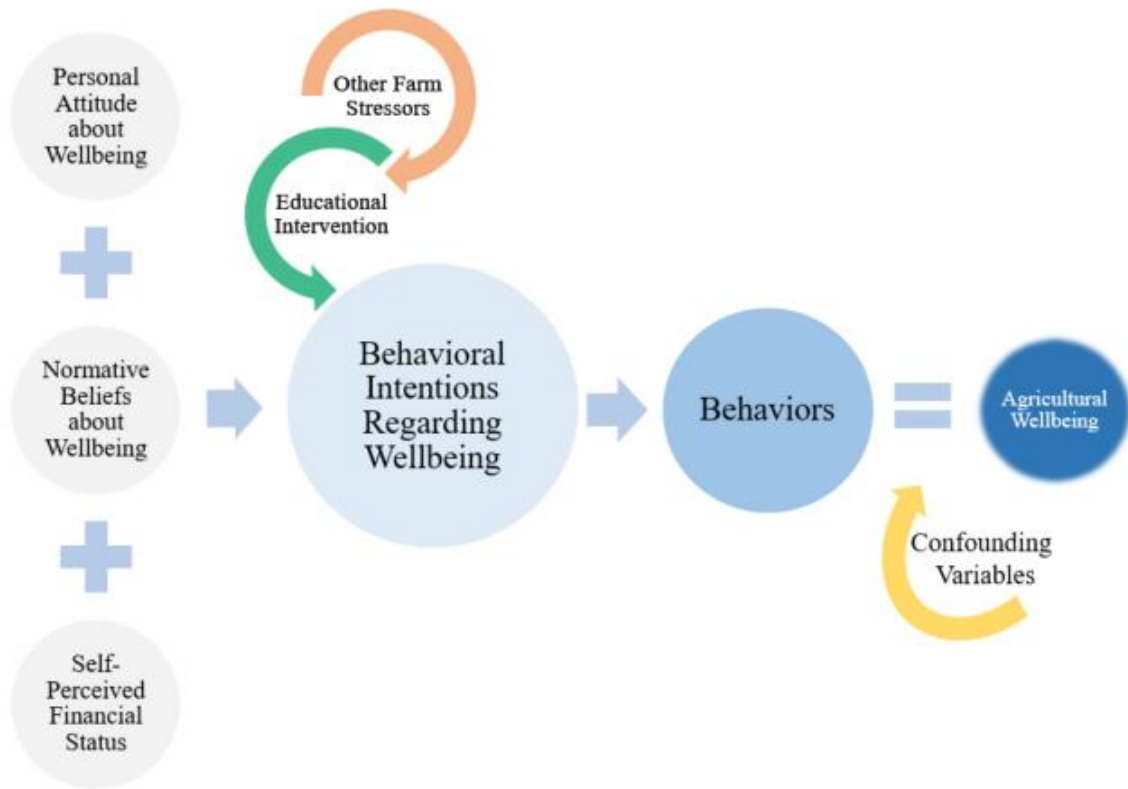 Personal
Attitude
about
Wellbeing
Other Farm
Stressors
Educational
Intervention
Normative
Beliefs
about
Wellbeing
Behavioral
Intentions
Regarding
Wellbeing
Behaviors
Agricultural
Wellbeing
Confounding
Variables
Self-
Perceived
Financial
Status